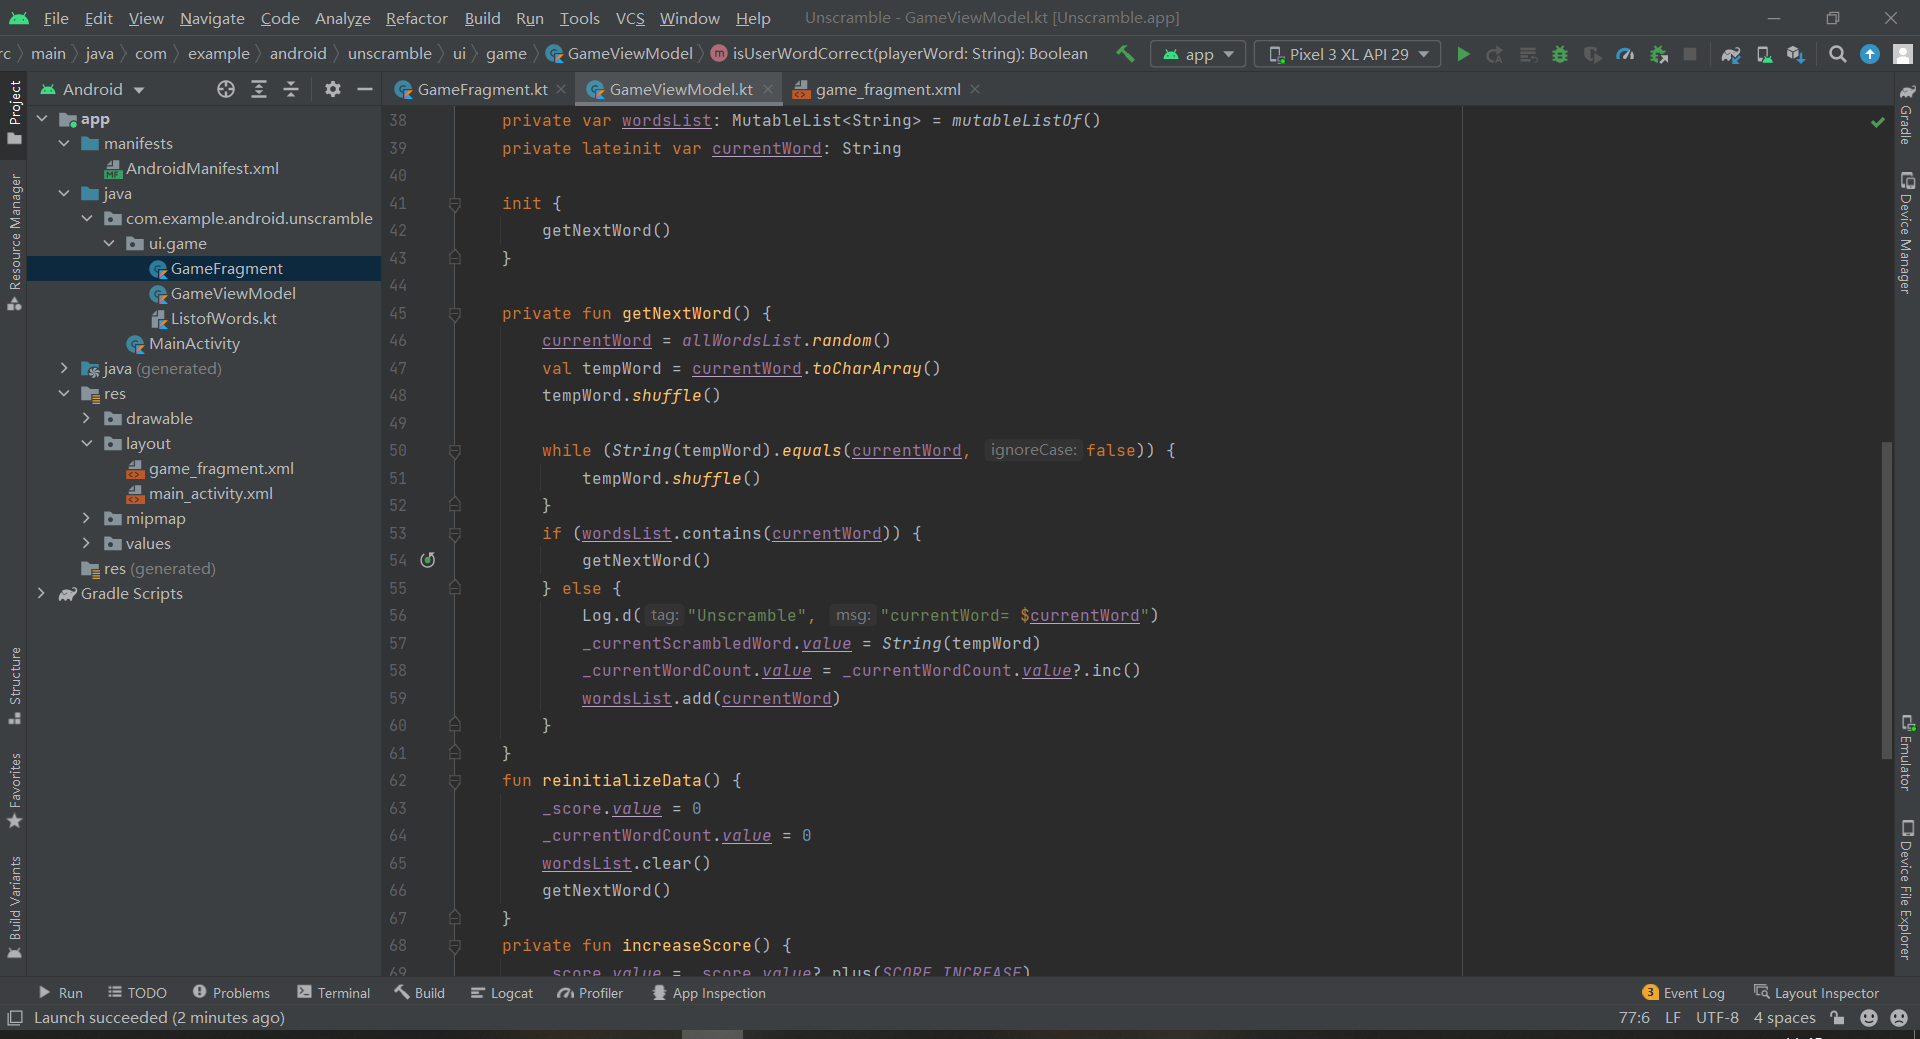 File Edit View Navigate Code Analyze Refactor Build Run Tools VCS Window Help Unscramble - GameViewModel.kt [Unscramble.app]
rc main java com example android unscramble ui game GameViewModel isUserWordCorrect(playerWord: String): Boolean app Pixel 3 XL API 29
Android GameFragment.kt GameViewModel.kt game_fragment.xml
Project
Resource Manager
Structure
Favorites
Build Variants
app
manifests
AndroidManifest.xml
java
com.example.android.unscramble
ui.game
GameFragment
GameViewModel
ListofWords.kt
MainActivity
java (generated)
res
drawable
layout
game_fragment.xml
main_activity.xml
mipmap
values
res (generated)
Gradle Scripts
38 private var wordsList: MutableList<String> = mutableListOf()
39 private lateinit var currentWord: String
40
41 init {
42 getNextWord()
43 }
44
45 private fun getNextWord() {
46 currentWord = allWordsList.random()
47 val tempWord = currentWord.toCharArray()
48 tempWord.shuffle()
49
50 while (String(tempWord).equals(currentWord, ignoreCase: false)) {
51 tempWord.shuffle()
52 }
53 if (wordsList.contains(currentWord)) {
54 getNextWord()
55 } else {
56 Log.d( tag: "Unscramble", msg: "currentWord= $currentWord")
57 _currentScrambledWord.value = String(tempWord)
58 _currentWordCount.value = _currentWordCount.value?.inc()
59 wordsList.add(currentWord)
60 }
61 }
62 fun reinitializeData() {
63 _score.value = 0
64 _currentWordCount.value = 0
65 wordsList.clear()
66 getNextWord()
67 }
68 private fun increaseScore() {
69 _score.value = _score.value?.plus(SCORE_INCREASE)
Gradle
Device Manager
Emulator
Device File Explorer
Run TODO Problems Terminal Build Logcat Profiler App Inspection 3 Event Log Layout Inspector
Launch succeeded (2 minutes ago) 77:6 LF UTF-8 4 spaces